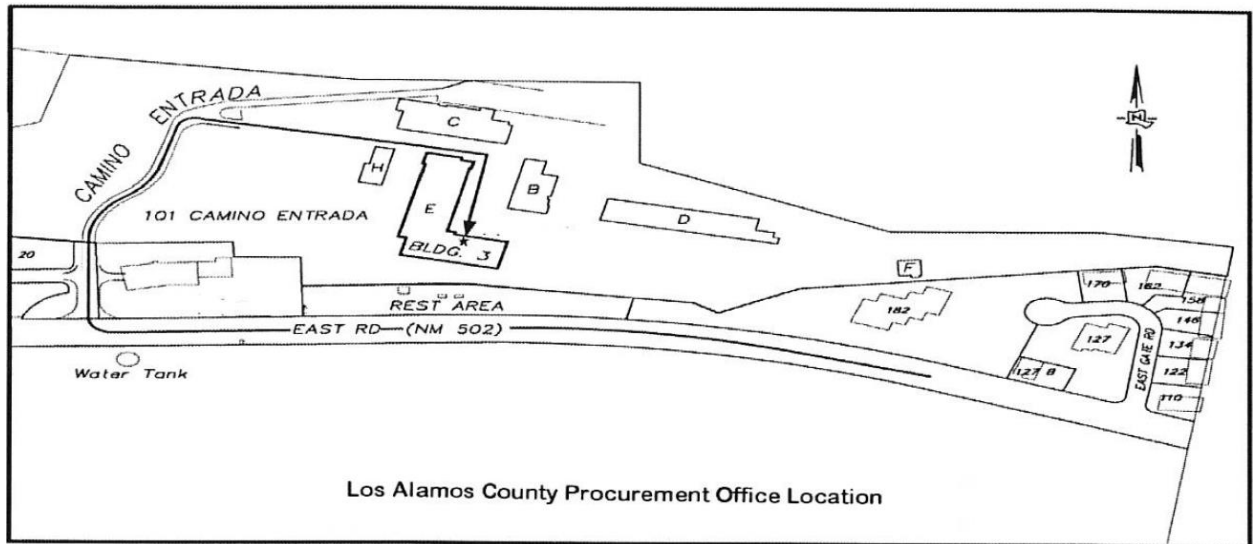 CAMINO ENTRADA
C
N
H
B
E
D
101 CAMINO ENTRADA
BLDG. 3
20
F
REST AREA
170
162
158
182
146
EAST RD (NM 502)
127
134
EAST GATE RD
Water Tank
127 B
122
110
Los Alamos County Procurement Office Location